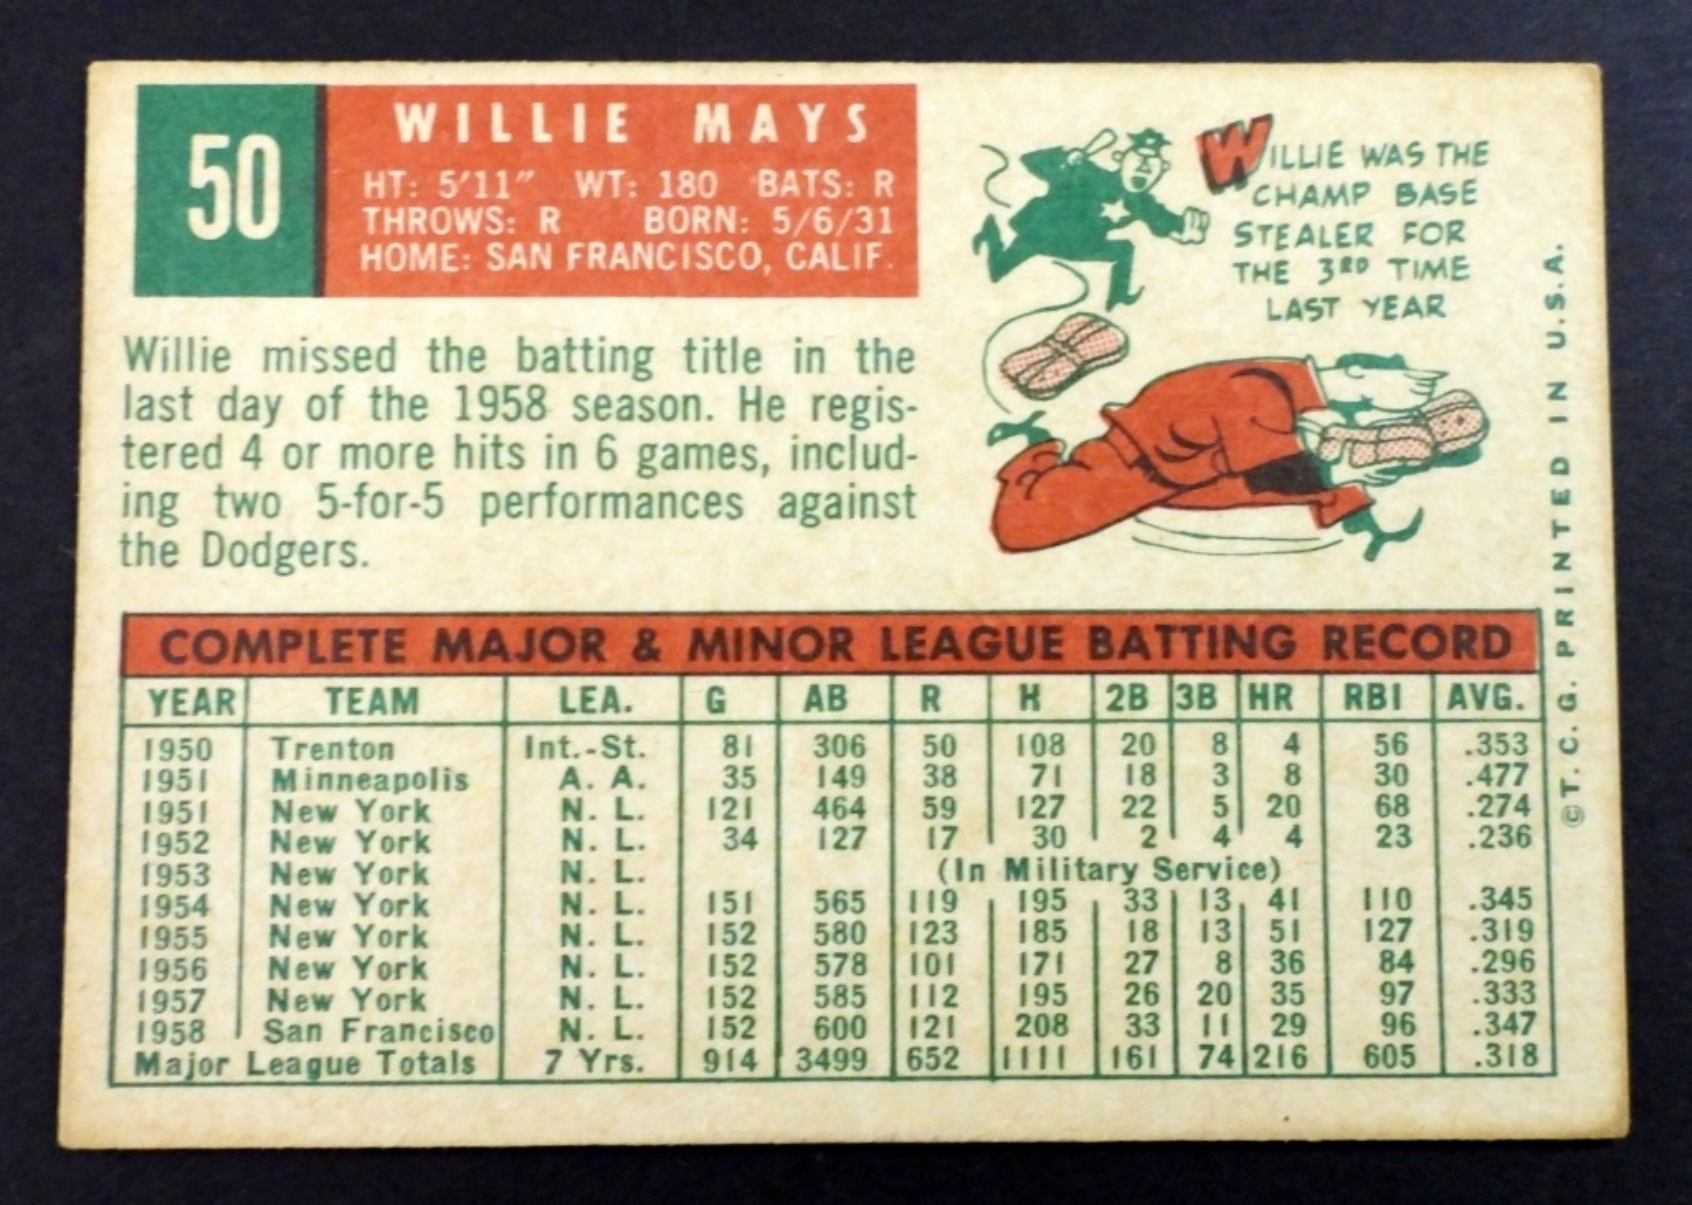 50
WILLIE MAYS
HT: 5'11" WT: 180 BATS: R
THROWS: R BORN: 5/6/31
HOME: SAN FRANCISCO, CALIF.
Willie missed the batting title in the
last day of the 1958 season. He regis-
tered 4 or more hits in 6 games, includ-
ing two 5-for-5 performances against
the Dodgers.
WILLIE WAS THE
CHAMP BASE
STEALER FOR
THE 3RD TIME
LAST YEAR
COMPLETE MAJOR & MINOR LEAGUE BATTING RECORD
YEAR TEAM LEA. G AB R H 2B 3B HR RBI AVG.
1950 Trenton Int.-St. 81 306 50 108 20 8 4 56 .353
1951 Minneapolis A. A. 35 149 38 71 18 3 8 30 .477
1951 New York N. L. 121 464 59 127 22 5 20 68 .274
1952 New York N. L. 34 127 17 30 2 4 4 23 .236
1953 New York N. L. (In Military Service)
1954 New York N. L. 151 565 119 195 33 13 41 110 .345
1955 New York N. L. 152 580 123 185 18 13 51 127 .319
1956 New York N. L. 152 578 101 171 27 8 36 84 .296
1957 New York N. L. 152 585 112 195 26 20 35 97 .333
1958 San Francisco N. L. 152 600 121 208 33 11 29 96 .347
Major League Totals 7 Yrs. 914 3499 652 1111 161 74 216 605 .318
©T. C. G. PRINTED IN U.S.A.